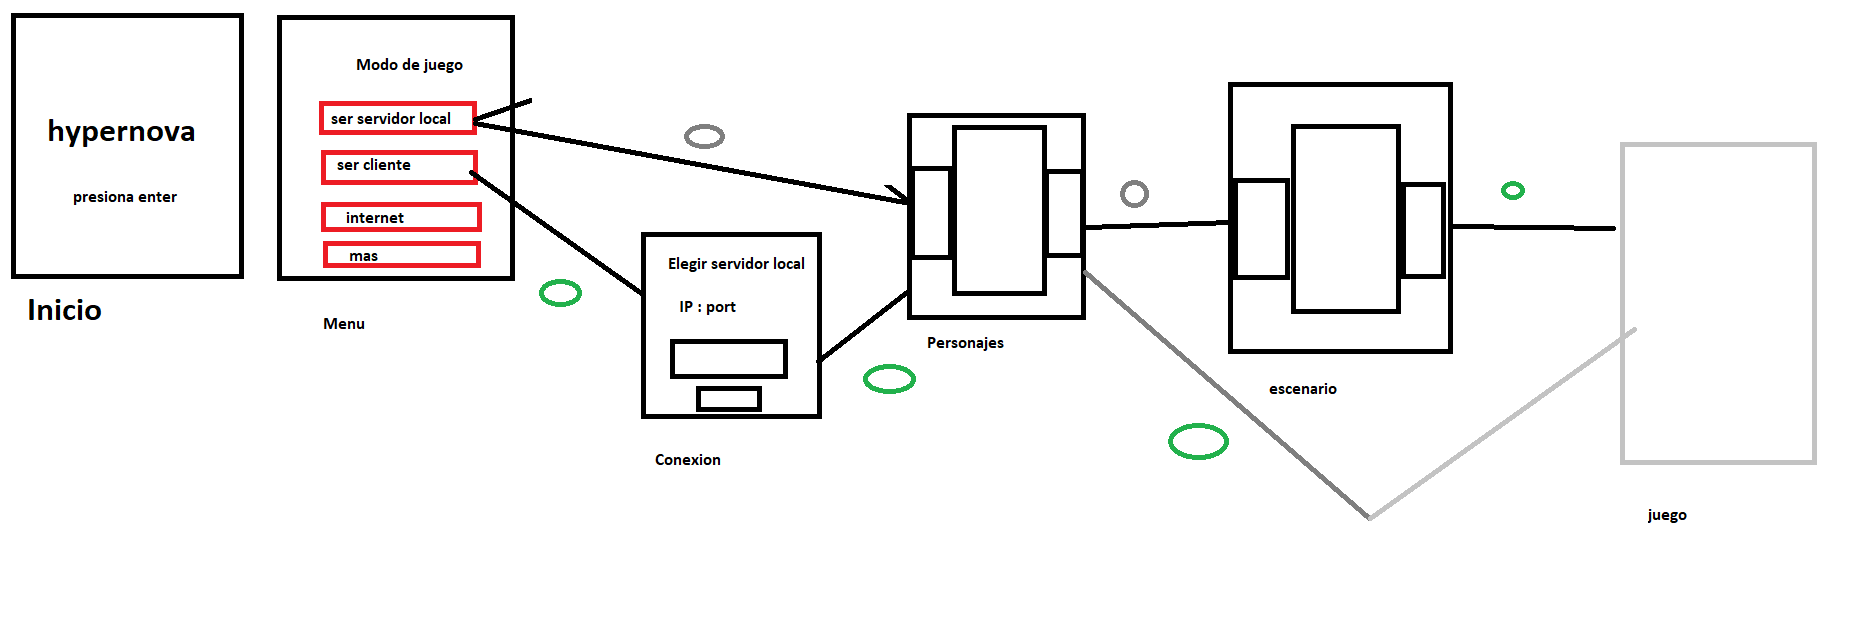 hypernova
presiona enter
Inicio
Modo de juego
ser servidor local
ser cliente
internet
mas
Menu
Elegir servidor local
IP : port
Conexion
Personajes
escenario
juego